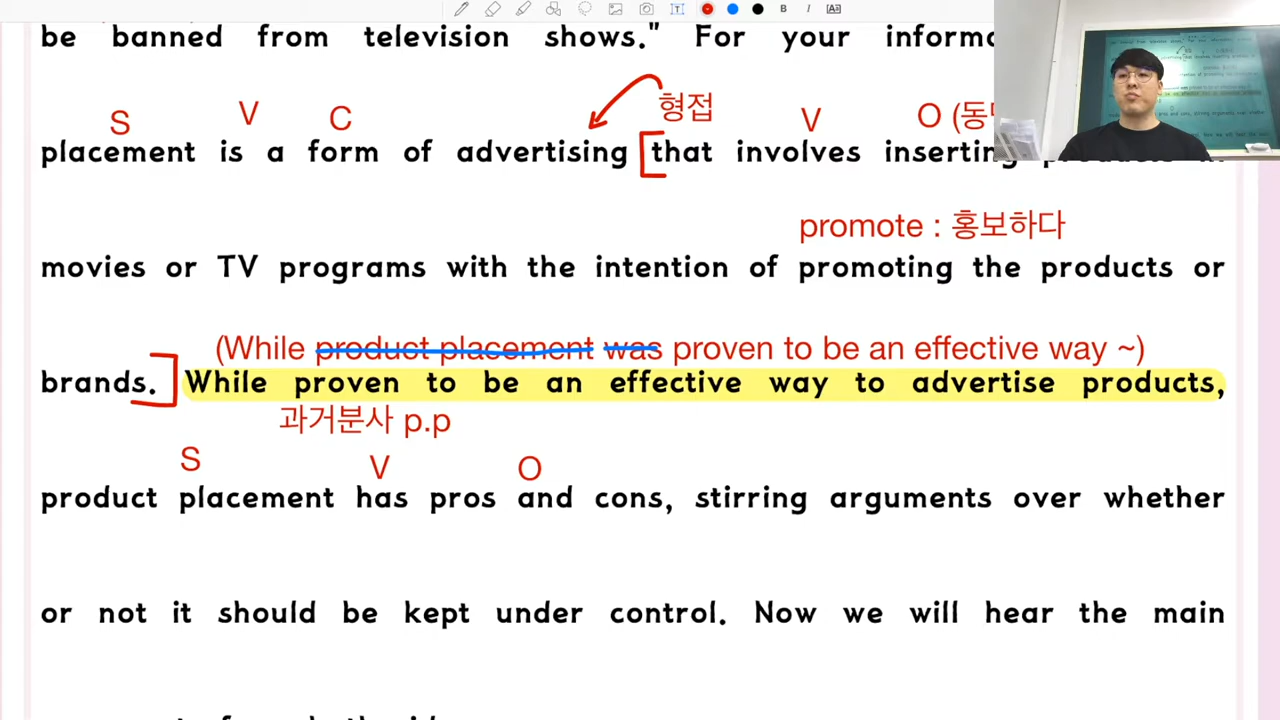 be banned from television shows." For your
S V C 형접 V O
placement is a form of advertising [that involves inserting
promote : 홍보하다
movies or TV programs with the intention of promoting the products or
(While product placement was proven to be an effective way ~)
brands.] While proven to be an effective way to advertise products,
과거분사 p.p
S V O
product placement has pros and cons, stirring arguments over whether
or not it should be kept under control. Now we will hear the main